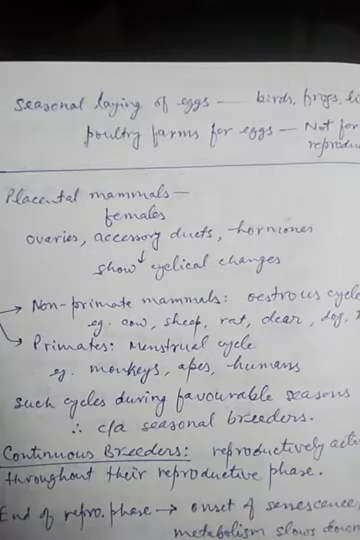 seasonal laying of eggs — birds, frogs, li
poultry farms for eggs — Not for
reprodu
Placental mammals —
females
ovaries, accessory ducts, hormones
show cyclical changes
→ Non-primate mammals: oestrous cycle
eg. cow, sheep, rat, dear, dog,
→ Primates: Menstrual cycle
eg. monkeys, apes, humans
such cycles during favourable seasons
∴ c/a seasonal breeders.
Continuous Breeders: reproductively acti
throughout their reproductive phase.
End of repro. phase → onset of senescence,
metabolism slows down